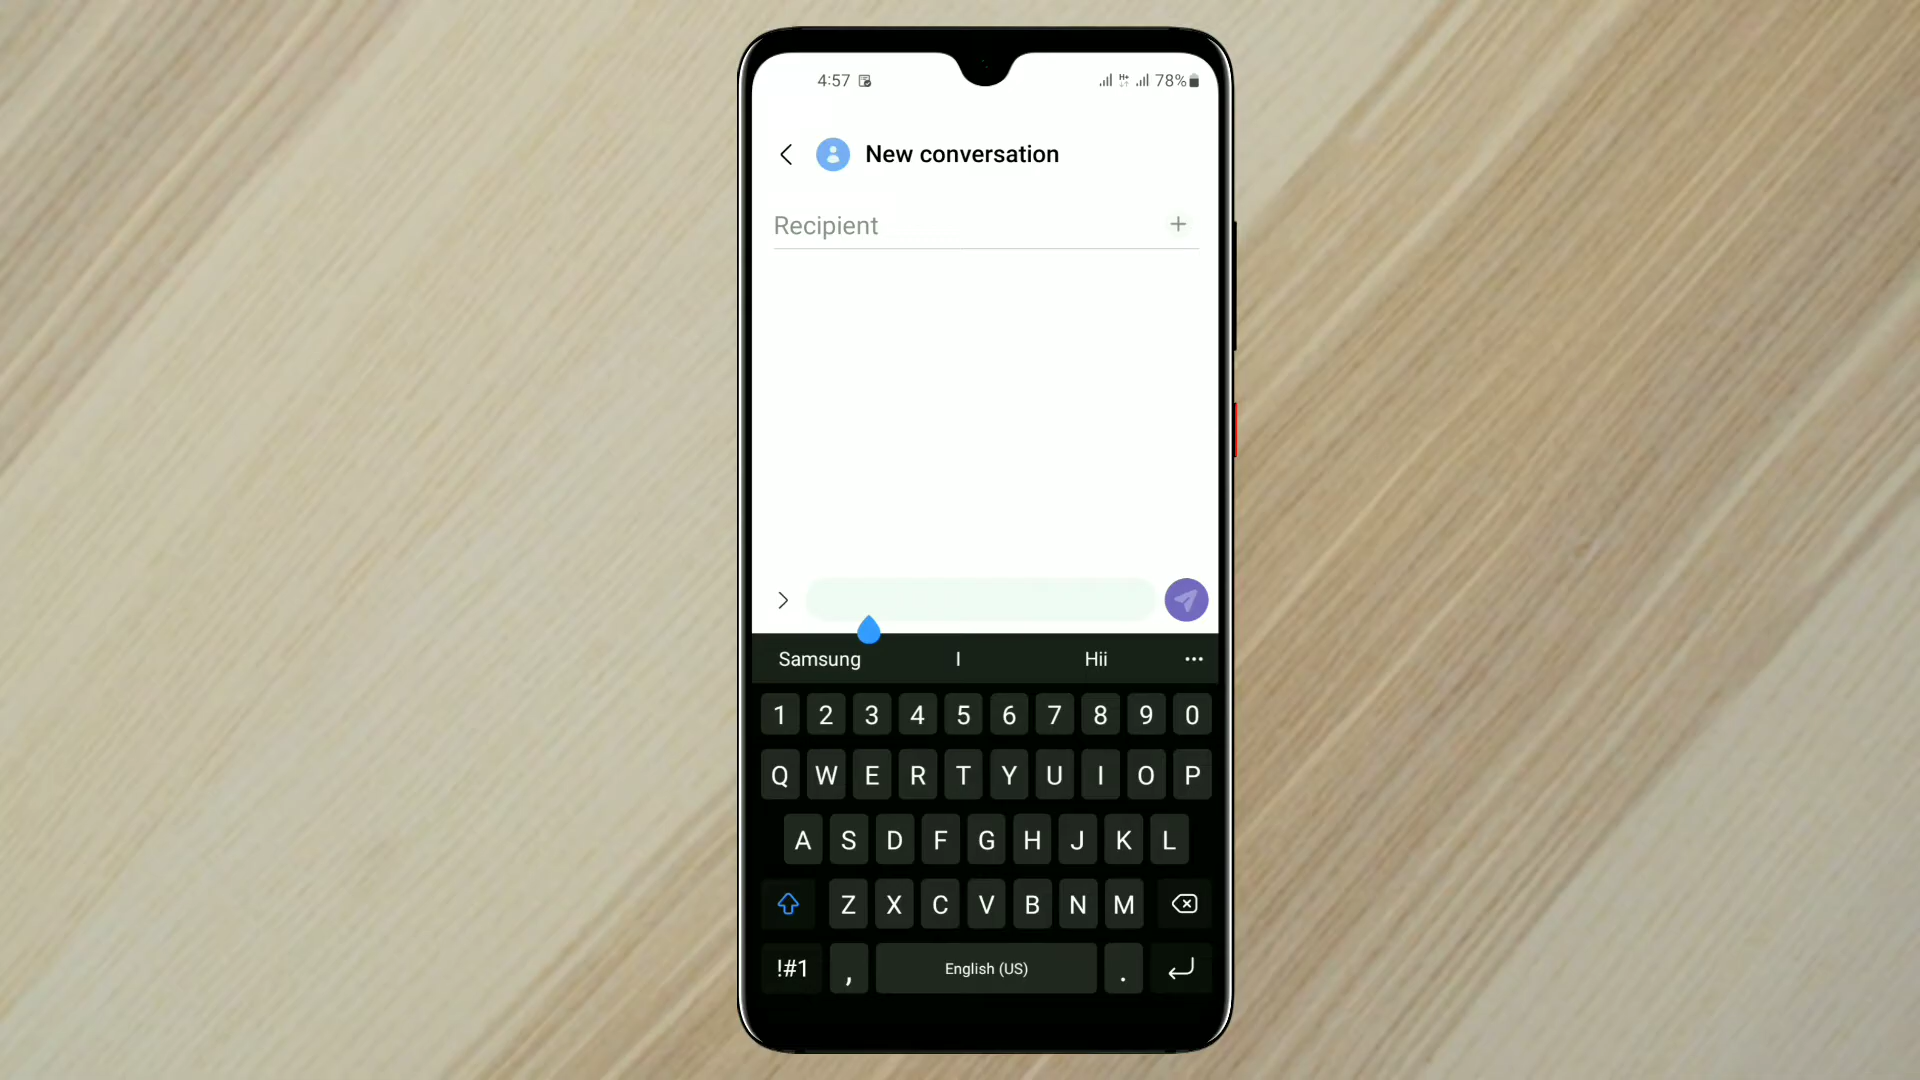 4:57 78%
New conversation
Recipient +
Samsung I Hii ...
1 2 3 4 5 6 7 8 9 0
Q W E R T Y U I O P
A S D F G H J K L
Z X C V B N M
!#1 , English (US) .